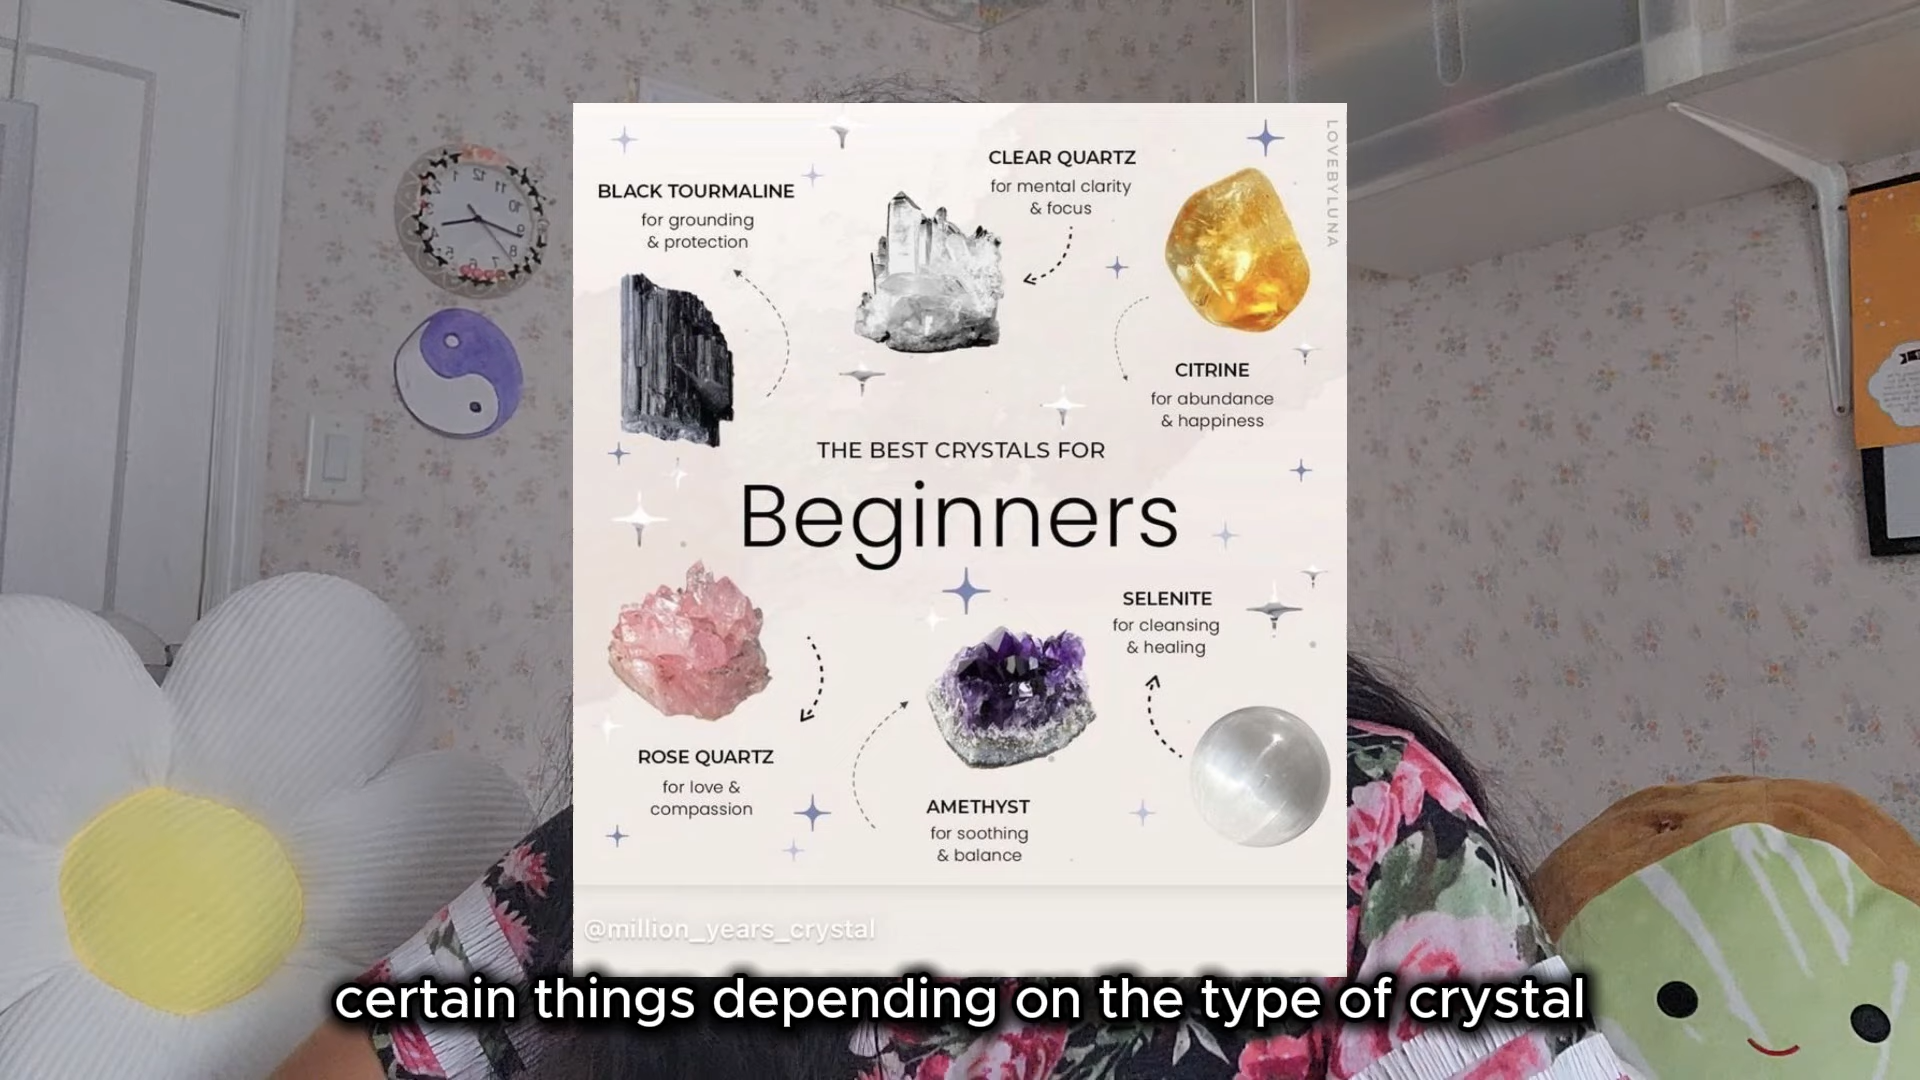 CLEAR QUARTZ
for mental clarity
& focus
BLACK TOURMALINE
for grounding
& protection
LOVEBYLUNA
CITRINE
for abundance
& happiness
THE BEST CRYSTALS FOR
Beginners
SELENITE
for cleansing
& healing
ROSE QUARTZ
for love &
compassion
AMETHYST
for soothing
& balance
@million_years_crystal
certain things depending on the type of crystal